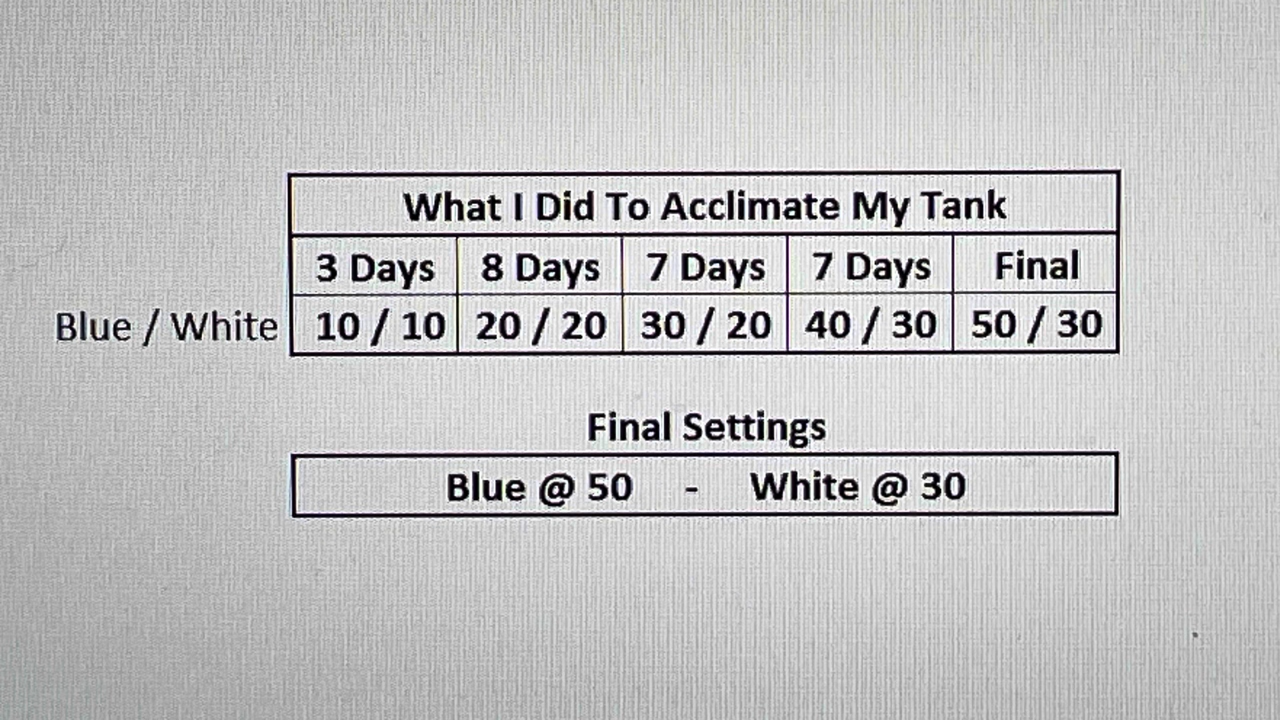 What I Did To Acclimate My Tank
3 Days 8 Days 7 Days 7 Days Final
Blue / White 10 / 10 20 / 20 30 / 20 40 / 30 50 / 30
Final Settings
Blue @ 50 - White @ 30